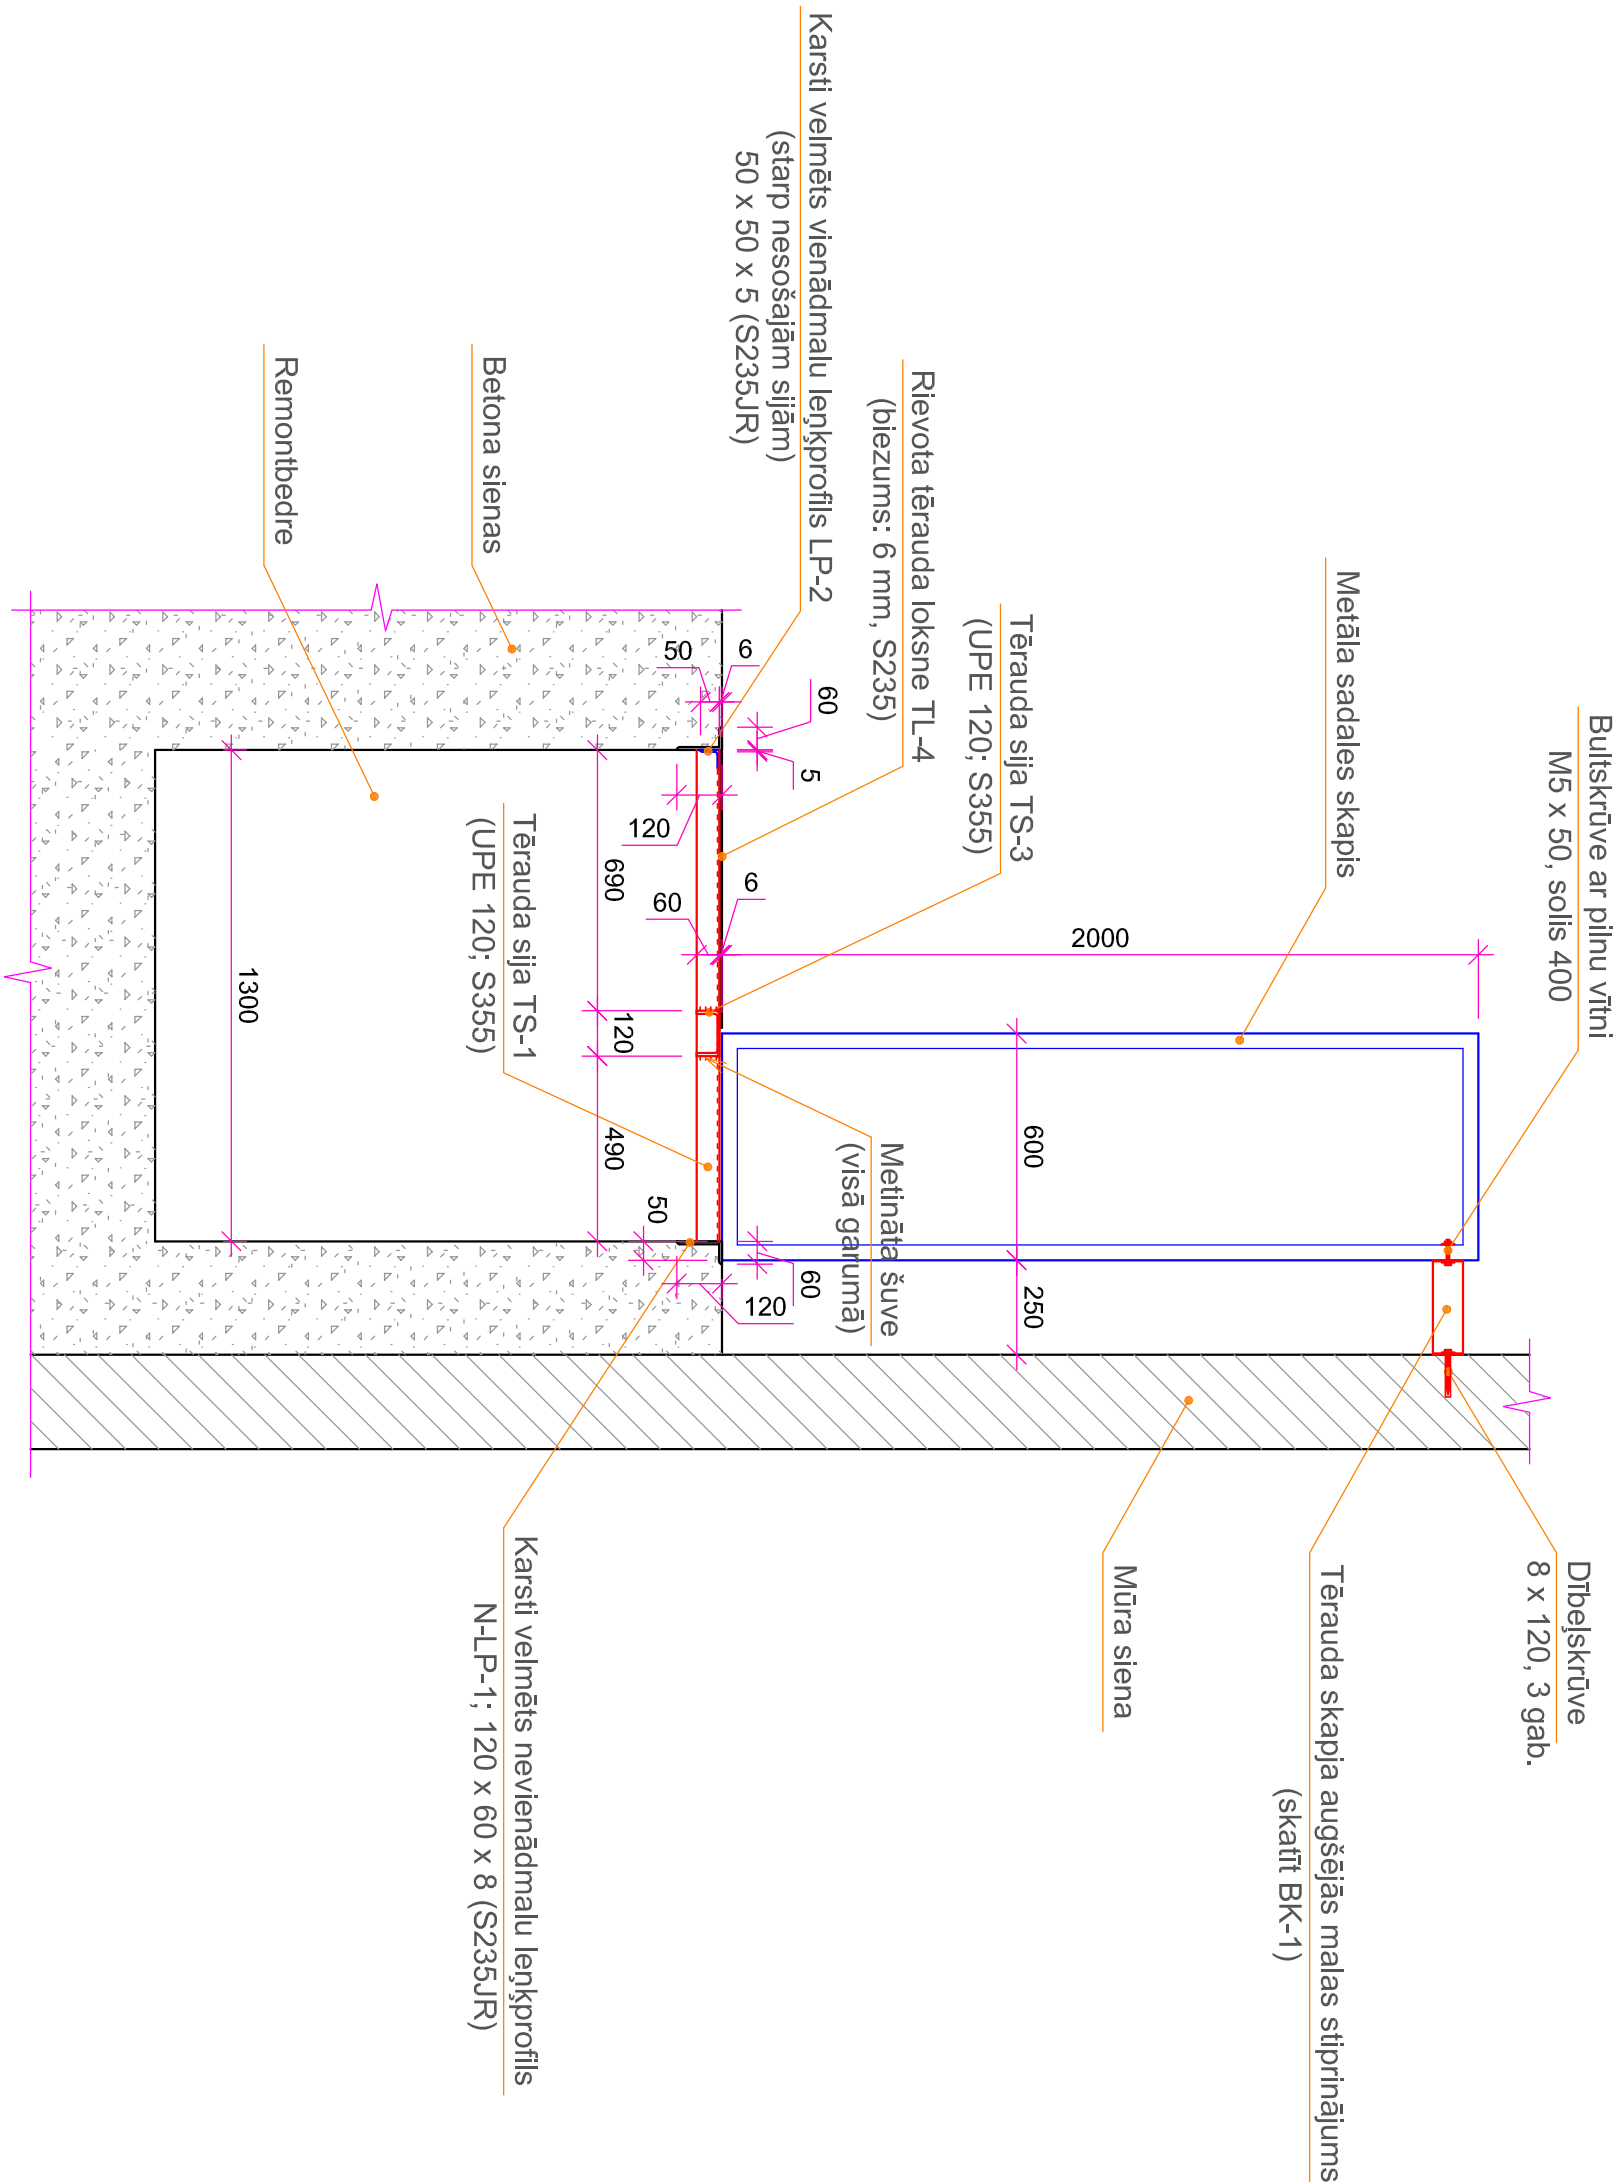 Bultskrūve ar pilnu vītni
M5 x 50, solis 400
Dībeļskrūve
8 x 120, 3 gab.
Metāla sadales skapis
Tērauda skapja augšējās malas stiprinājums
(skatīt BK-1)
Mūra siena
2000
600
250
Tērauda sija TS-3
(UPE 120; S355)
Rievota tērauda loksne TL-4
(biezums: 6 mm, S235)
Metināta šuve
(visā garumā)
Karsti velmēts vienādmalu leņķprofils LP-2
(starp nesošajām sijām)
50 x 50 x 5 (S235JR)
60
5
6
50
120
6
60
60
120
50
690
120
490
Tērauda sija TS-1
(UPE 120; S355)
Karsti velmēts nevienādmalu leņķprofils
N-LP-1; 120 x 60 x 8 (S235JR)
Betona sienas
Remontbedre
1300